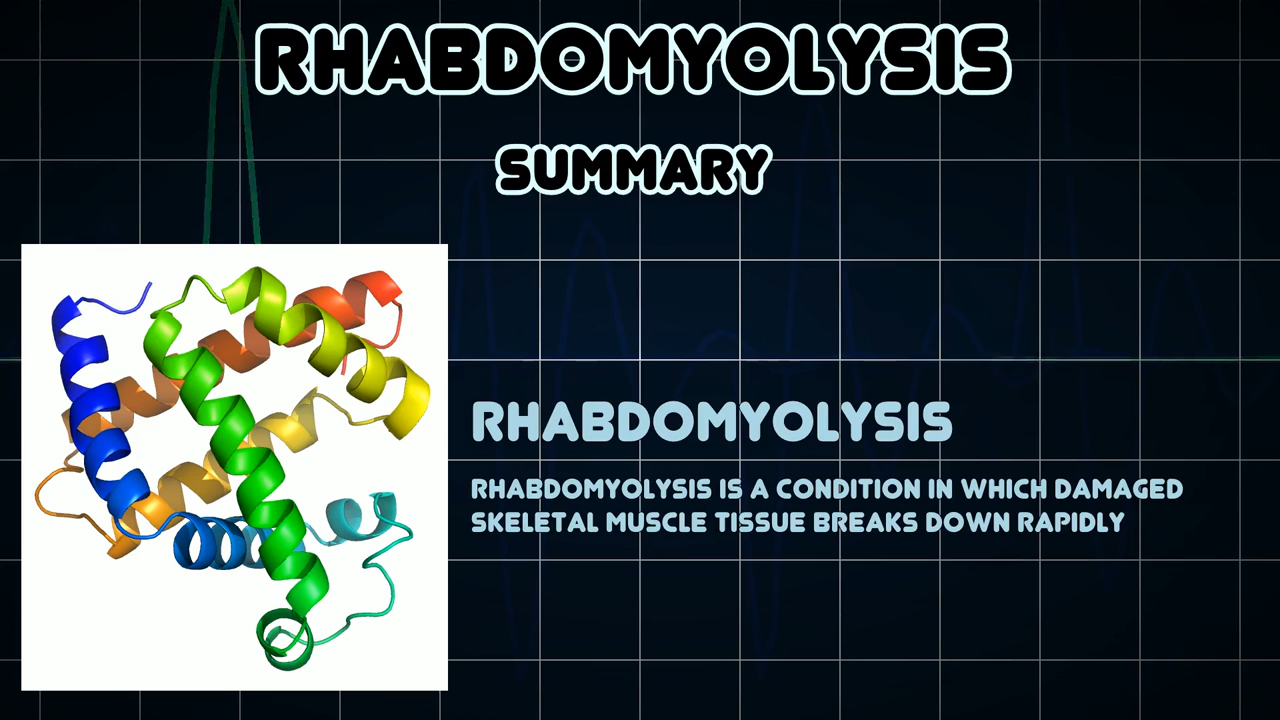 RHABDOMYOLYSIS
SUMMARY
RHABDOMYOLYSIS
RHABDOMYOLYSIS IS A CONDITION IN WHICH DAMAGED
SKELETAL MUSCLE TISSUE BREAKS DOWN RAPIDLY